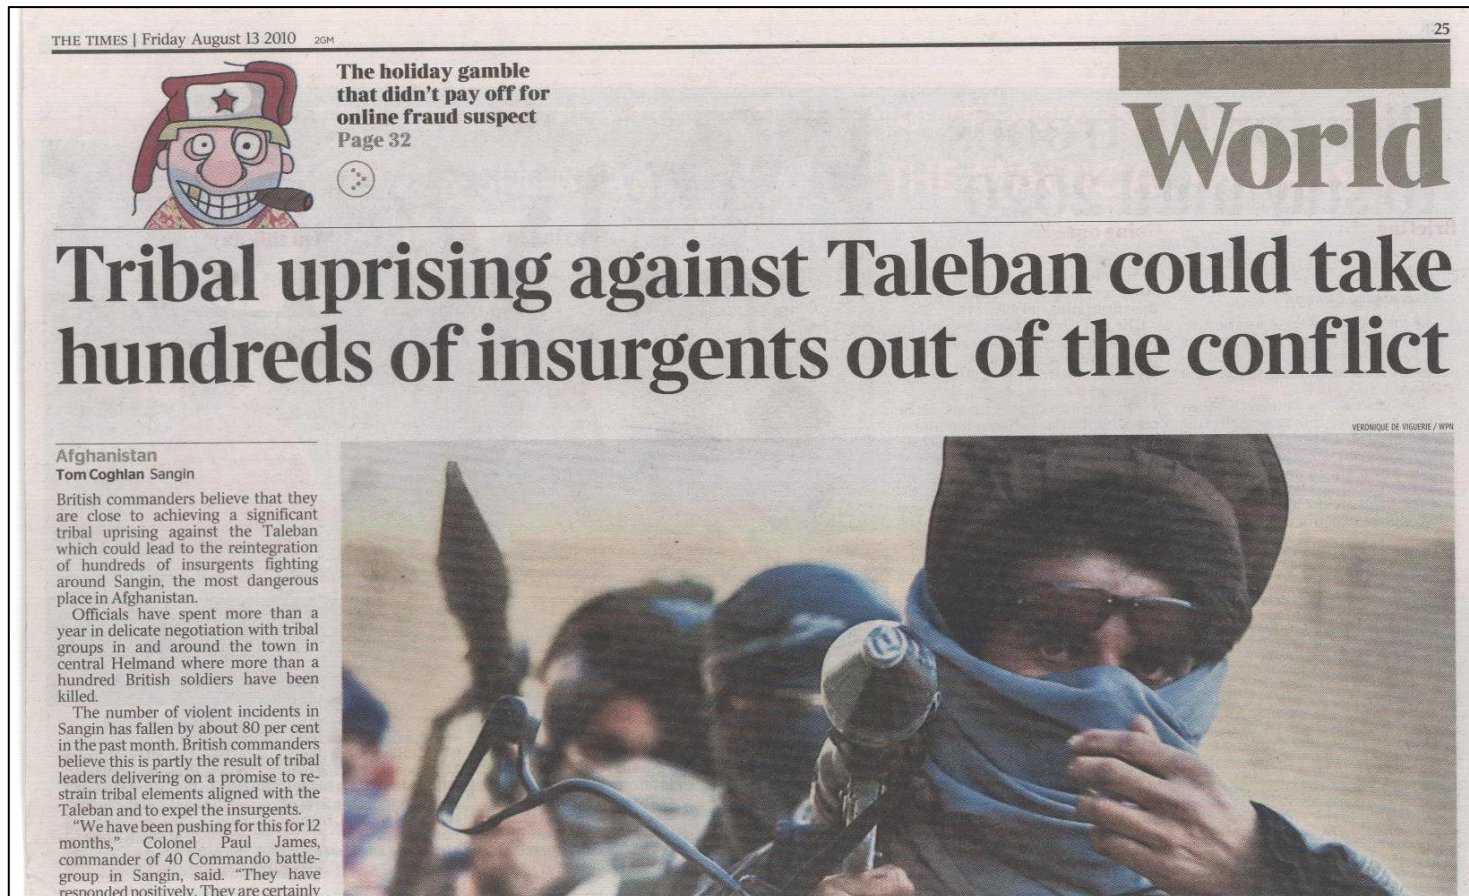 THE TIMES | Friday August 13 2010 2GM
25
The holiday gamble
that didn't pay off for
online fraud suspect
Page 32
World
Tribal uprising against Taleban could take
hundreds of insurgents out of the conflict
VERONIQUE DE VIGUERIE / WPN
Afghanistan
Tom Coghlan Sangin
British commanders believe that they
are close to achieving a significant
tribal uprising against the Taleban
which could lead to the reintegration
of hundreds of insurgents fighting
around Sangin, the most dangerous
place in Afghanistan.
Officials have spent more than a
year in delicate negotiation with tribal
groups in and around the town in
central Helmand where more than a
hundred British soldiers have been
killed.
The number of violent incidents in
Sangin has fallen by about 80 per cent
in the past month. British commanders
believe this is partly the result of tribal
leaders delivering on a promise to re-
strain tribal elements aligned with the
Taleban and to expel the insurgents.
"We have been pushing for this for 12
months," Colonel Paul James,
commander of 40 Commando battle-
group in Sangin, said. "They have
responded positively. They are certainly